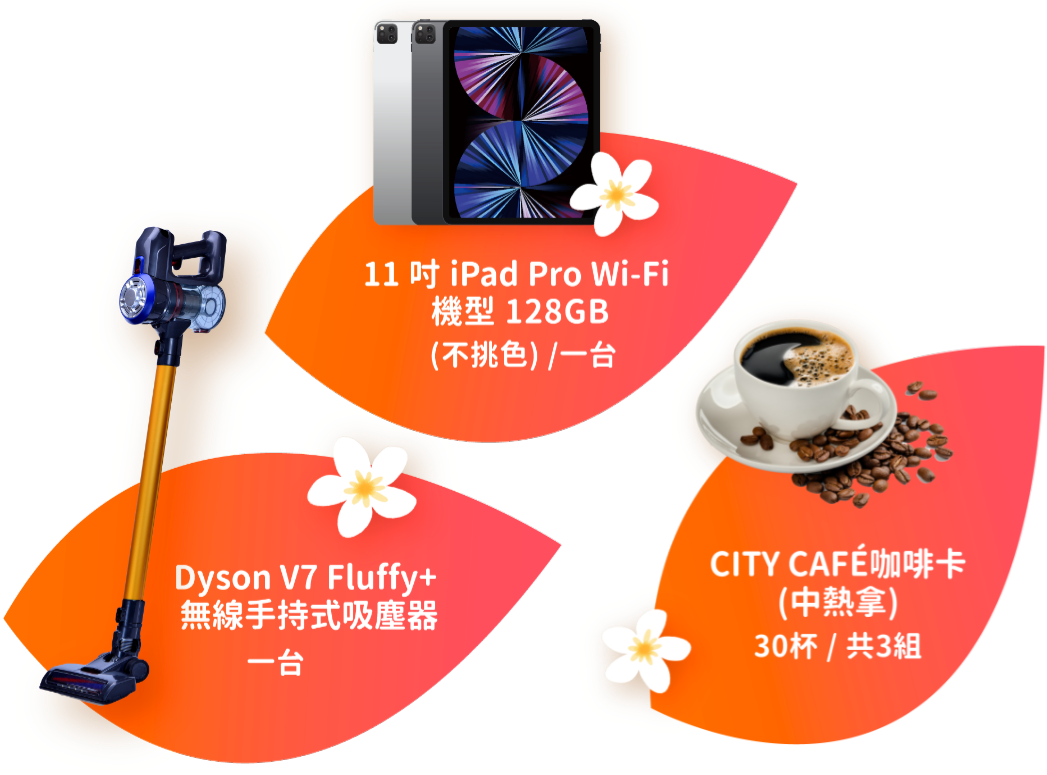 11 吋 iPad Pro Wi-Fi
機型 128GB
(不挑色) /一台
Dyson V7 Fluffy+
無線手持式吸塵器
一台
CITY CAFÉ咖啡卡
(中熱拿)
30杯 / 共3組